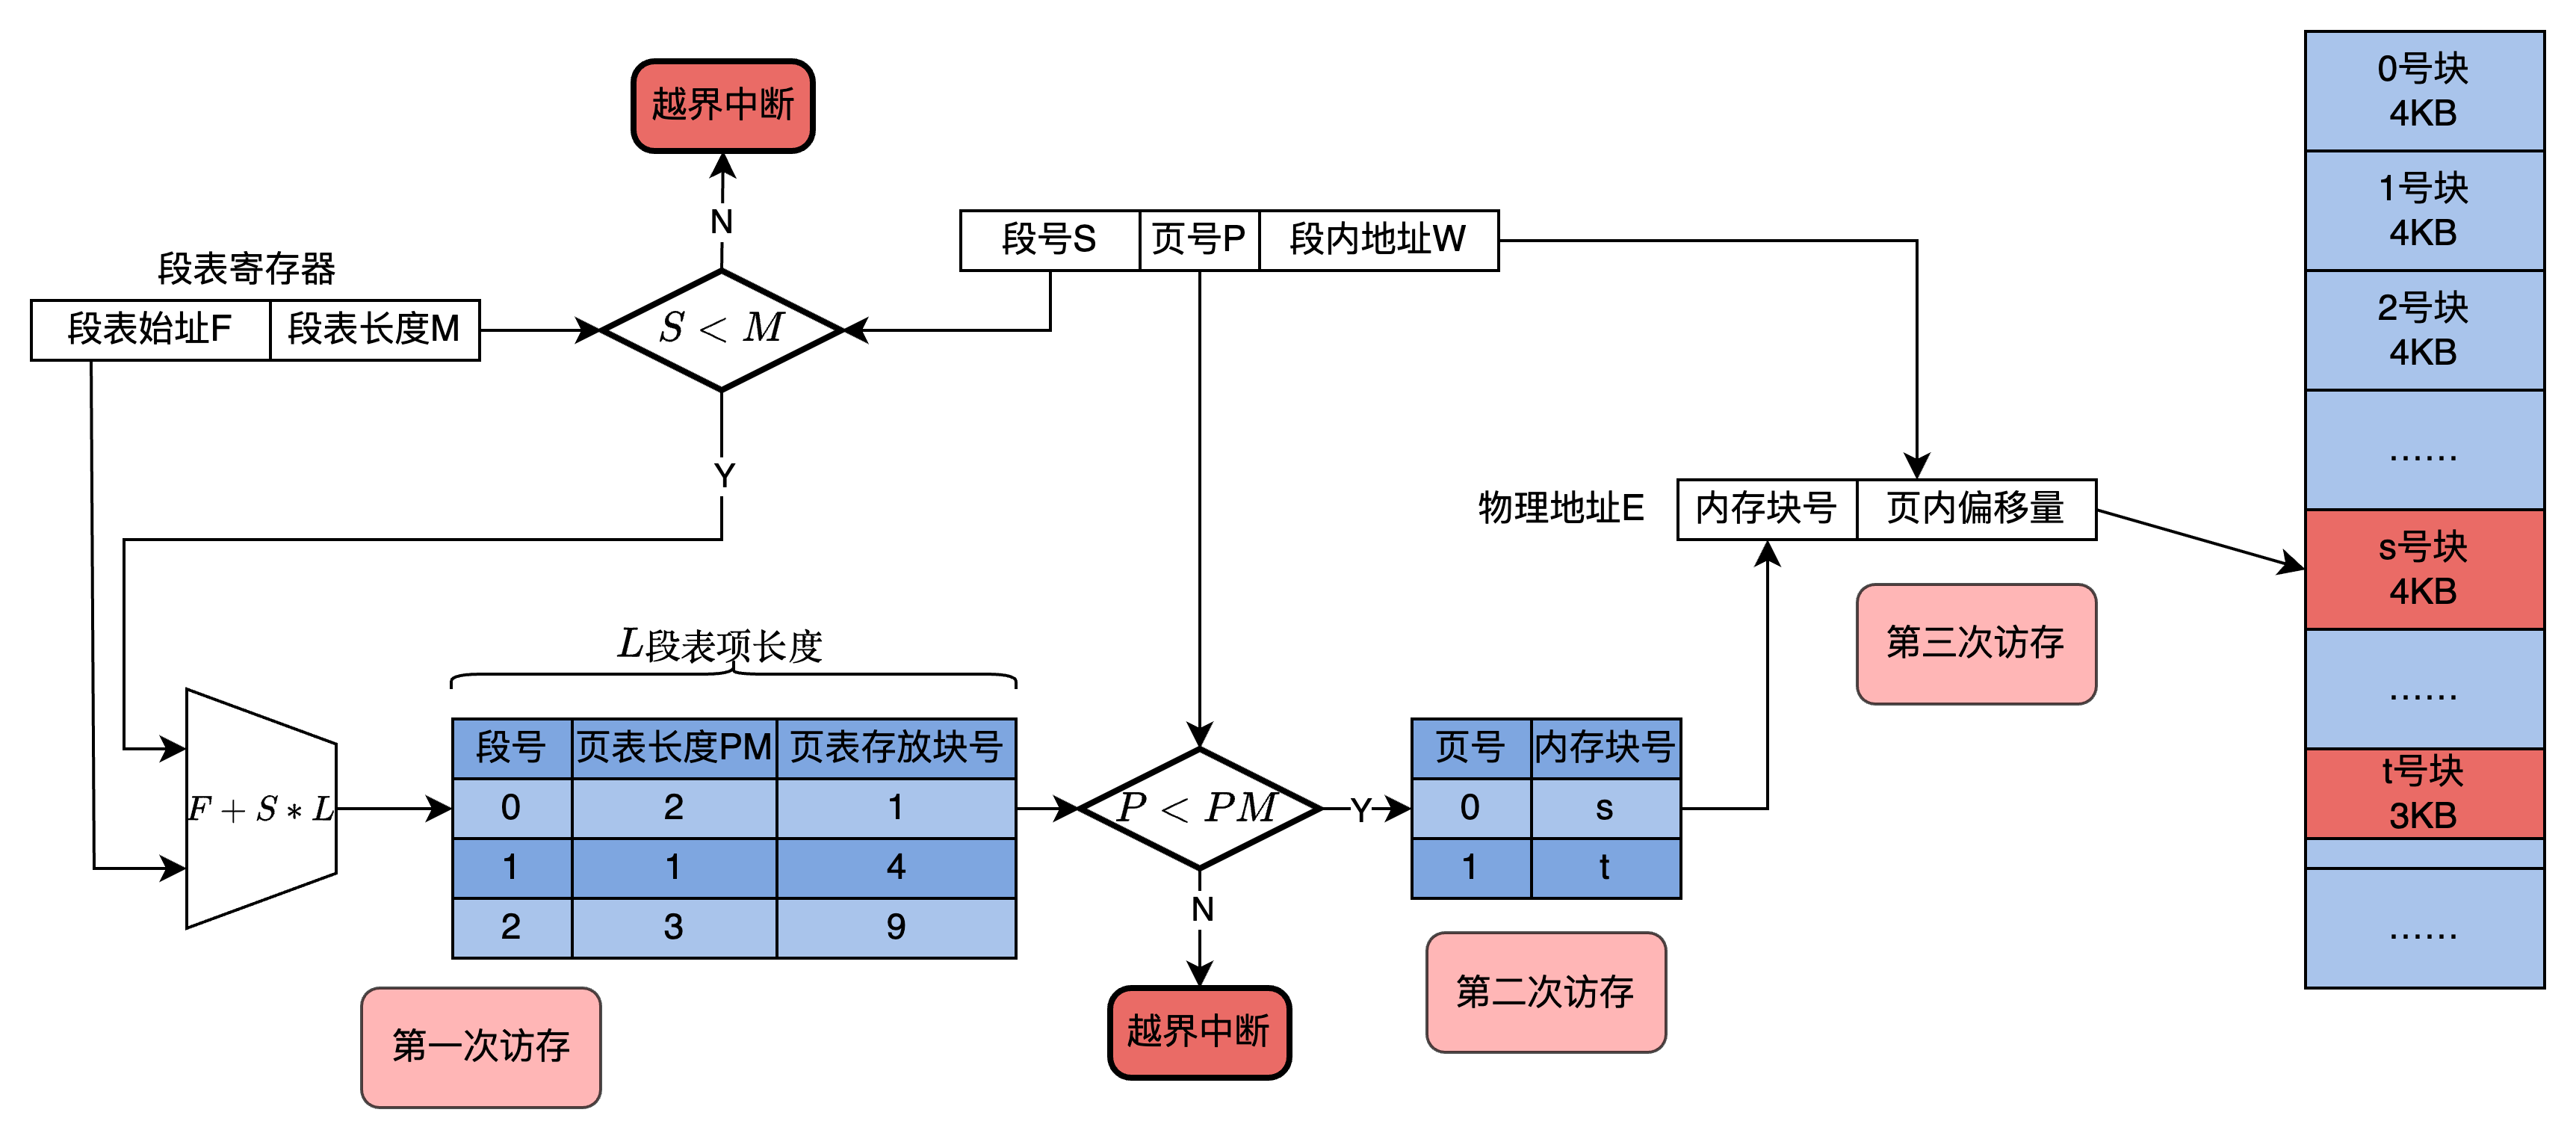 越界中断
N
段表寄存器
段表始址F 段表长度M
S < M
段号S 页号P 段内地址W
Y
物理地址E
内存块号 页内偏移量
第三次访存
L段表项长度
F + S * L
段号 页表长度PM 页表存放块号
0 2 1
1 1 4
2 3 9
第一次访存
P < PM
Y
N
越界中断
页号 内存块号
0 s
1 t
第二次访存
0号块
4KB
1号块
4KB
2号块
4KB
......
s号块
4KB
......
t号块
3KB
......